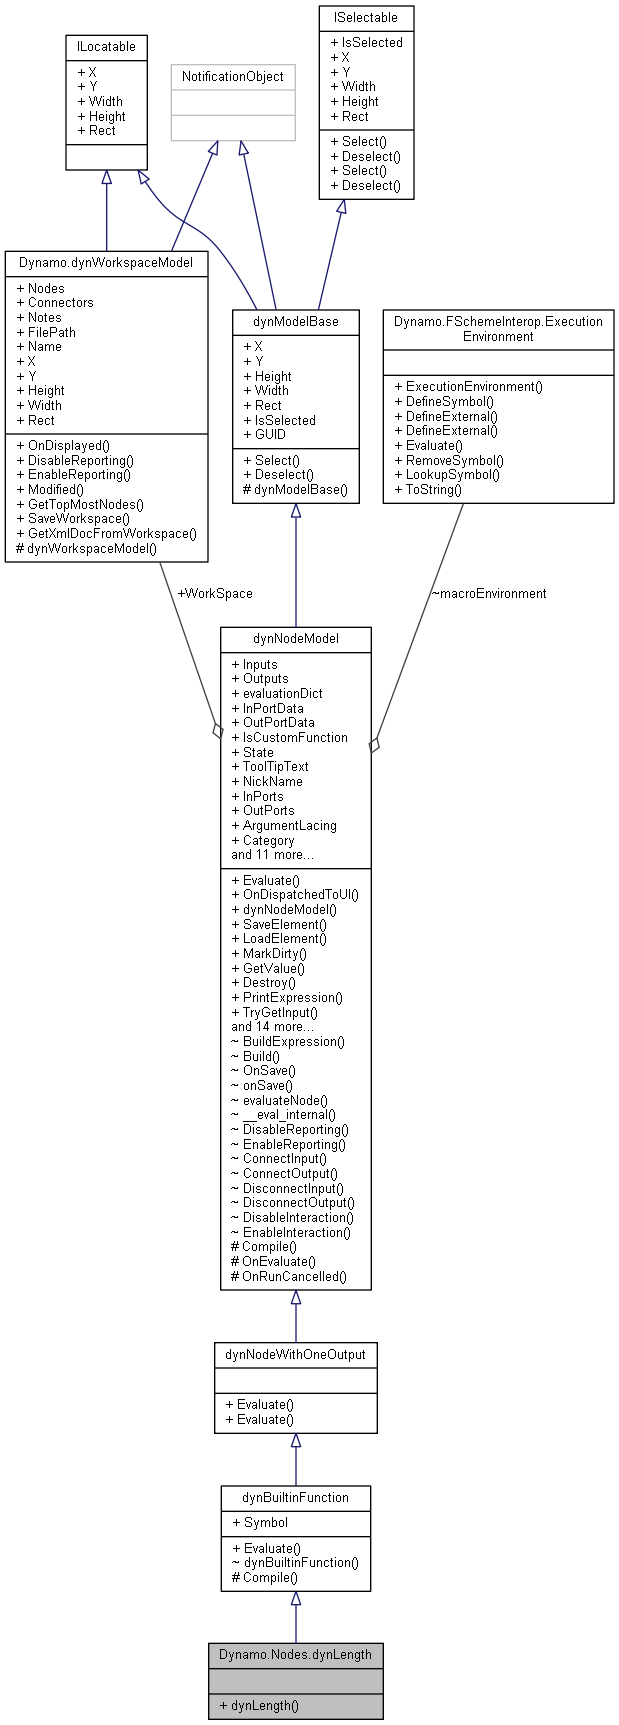 ILocatable
+ X
+ Y
+ Width
+ Height
+ Rect
NotificationObject
ISelectable
+ IsSelected
+ X
+ Y
+ Width
+ Height
+ Rect
+ Select()
+ Deselect()
+ Select()
+ Deselect()
Dynamo.dynWorkspaceModel
+ Nodes
+ Connectors
+ Notes
+ FilePath
+ Name
+ X
+ Y
+ Height
+ Width
+ Rect
+ OnDisplayed()
+ DisableReporting()
+ EnableReporting()
+ Modified()
+ GetTopMostNodes()
+ SaveWorkspace()
+ GetXmlDocFromWorkspace()
# dynWorkspaceModel()
dynModelBase
+ X
+ Y
+ Height
+ Width
+ Rect
+ IsSelected
+ GUID
+ Select()
+ Deselect()
# dynModelBase()
Dynamo.FSchemeInterop.Execution
Environment
+ ExecutionEnvironment()
+ DefineSymbol()
+ DefineExternal()
+ DefineExternal()
+ Evaluate()
+ RemoveSymbol()
+ LookupSymbol()
+ ToString()
+WorkSpace
~macroEnvironment
dynNodeModel
+ Inputs
+ Outputs
+ evaluationDict
+ InPortData
+ OutPortData
+ IsCustomFunction
+ State
+ ToolTipText
+ NickName
+ InPorts
+ OutPorts
+ ArgumentLacing
+ Category
and 11 more...
+ Evaluate()
+ OnDispatchedToUI()
+ dynNodeModel()
+ SaveElement()
+ LoadElement()
+ MarkDirty()
+ GetValue()
+ Destroy()
+ PrintExpression()
+ TryGetInput()
and 14 more...
~ BuildExpression()
~ Build()
~ OnSave()
~ onSave()
~ evaluateNode()
~ __eval_internal()
~ DisableReporting()
~ EnableReporting()
~ ConnectInput()
~ ConnectOutput()
~ DisconnectInput()
~ DisconnectOutput()
~ DisableInteraction()
~ EnableInteraction()
# Compile()
# OnEvaluate()
# OnRunCancelled()
dynNodeWithOneOutput
+ Evaluate()
+ Evaluate()
dynBuiltinFunction
+ Symbol
+ Evaluate()
~ dynBuiltinFunction()
# Compile()
Dynamo.Nodes.dynLength
+ dynLength()